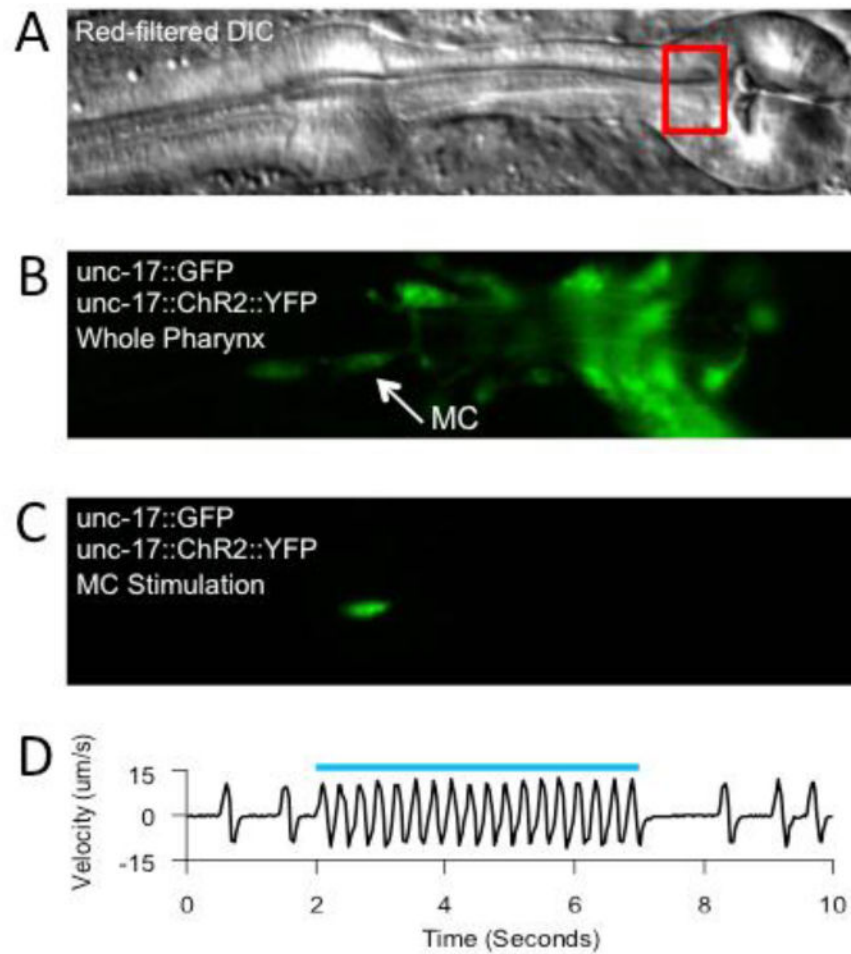 A
Red-filtered DIC
B
unc-17::GFP
unc-17::ChR2::YFP
Whole Pharynx
MC
C
unc-17::GFP
unc-17::ChR2::YFP
MC Stimulation
D
Velocity (um/s)
15
0
-15
0 2 4 6 8 10
Time (Seconds)